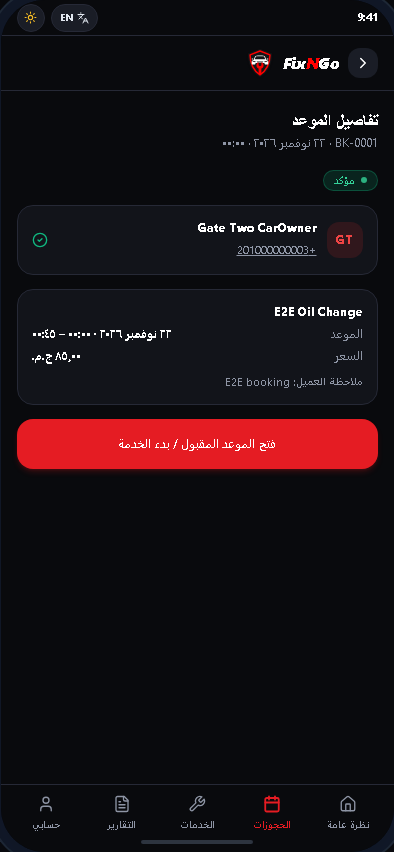 EN
9:41
FixNGo
تفاصيل الموعد
BK-0001 · ٢٢ نوفمبر ٢٠٢٦ · ٠٠:٠٠
مؤكد
GT
Gate Two CarOwner
+201000000003
E2E Oil Change
الموعد
٢٢ نوفمبر ٢٠٢٦ · ٠٠:٠٠ – ٠٠:٤٥
السعر
٨٥٫٠٠ ج.م.
ملاحظة العميل: E2E booking
فتح الموعد المقبول / بدء الخدمة
نظرة عامة
الحجوزات
الخدمات
التقارير
حسابي